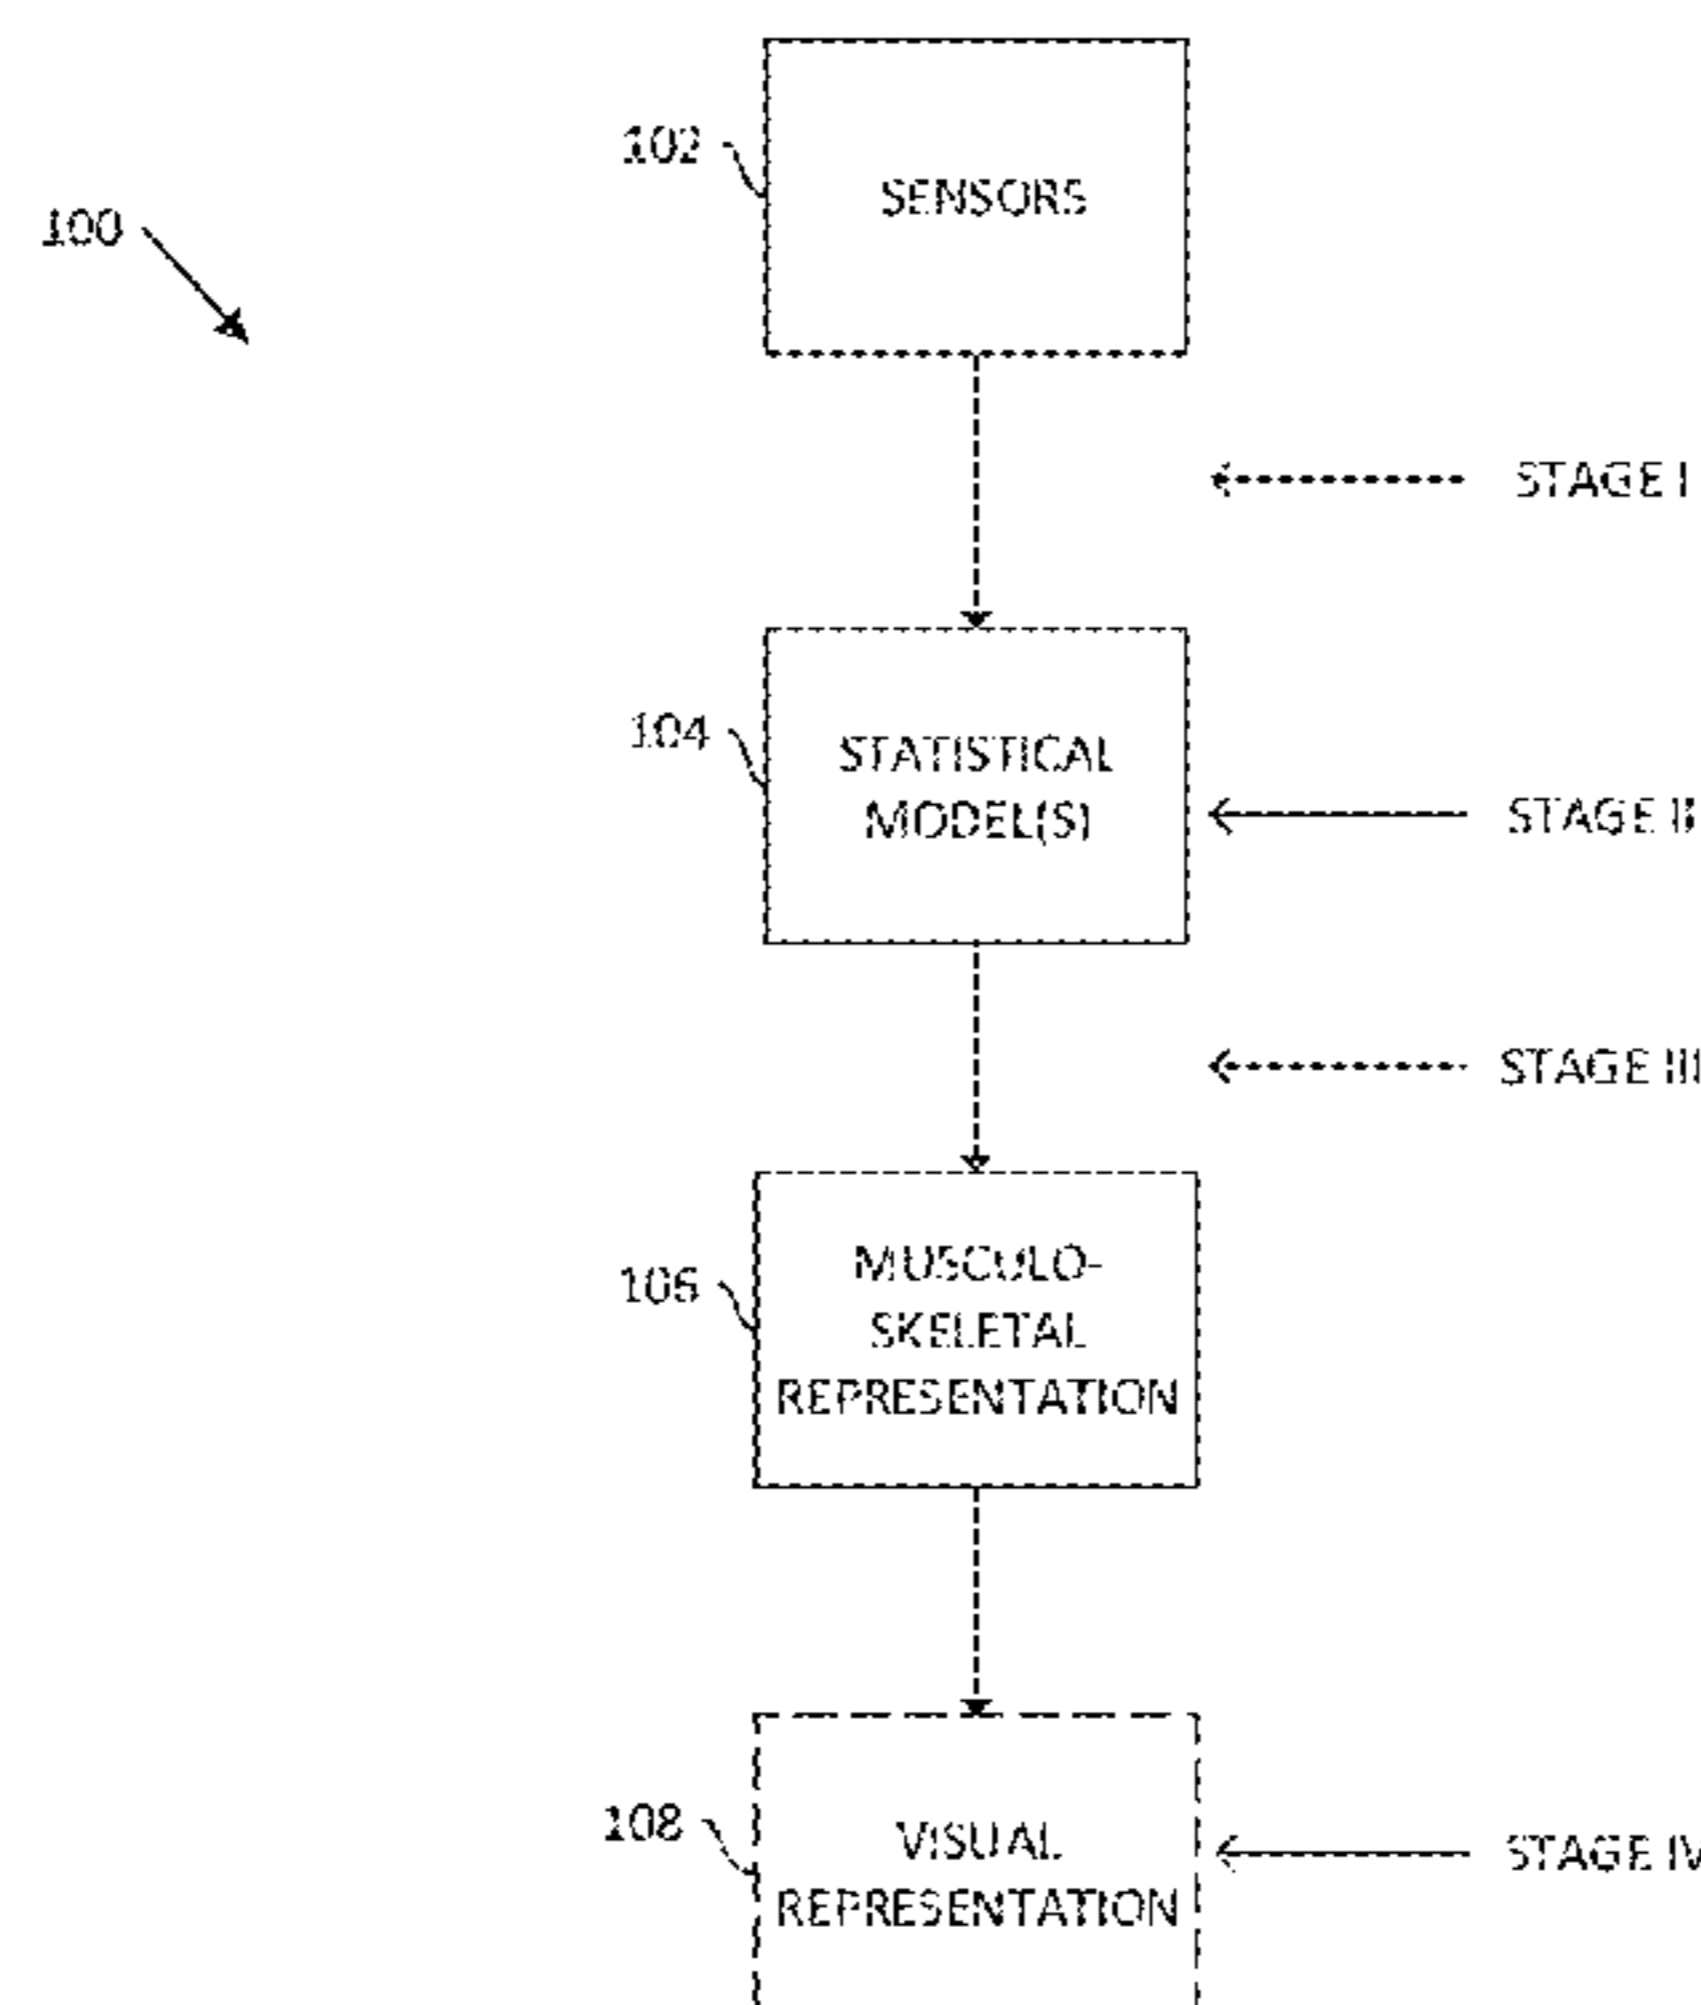 102
SENSORS
100
STAGE I
104
STATISTICAL
MODEL(S)
STAGE II
STAGE III
106
MUSCULO-
SKELETAL
REPRESENTATION
108
VISUAL
REPRESENTATION
STAGE IV